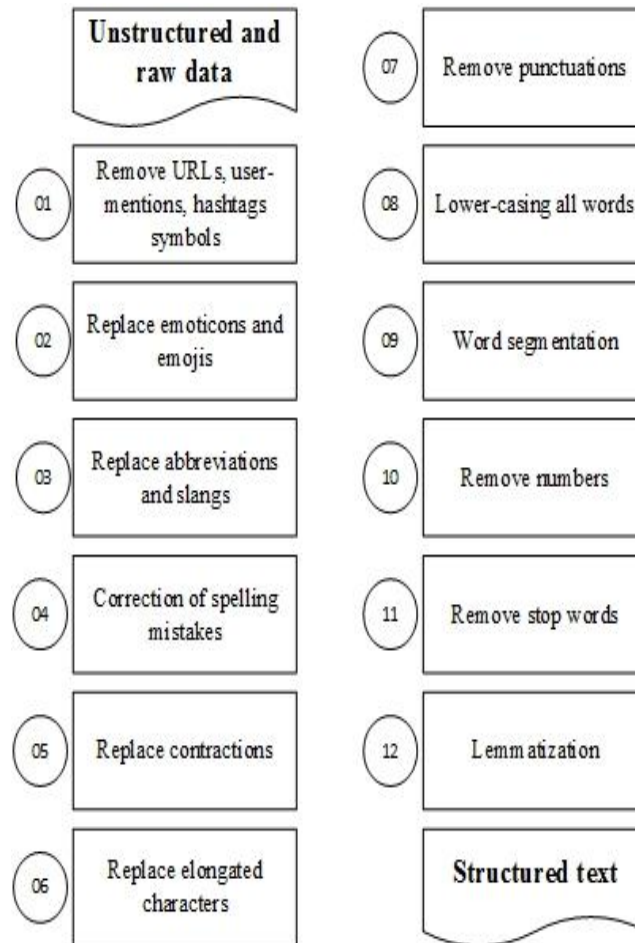 Unstructured and
raw data
01
Remove URLs, user-
mentions, hashtags
symbols
02
Replace emoticons and
emojis
03
Replace abbreviations
and slangs
04
Correction of spelling
mistakes
05
Replace contractions
06
Replace elongated
characters
07
Remove punctuations
08
Lower-casing all words
09
Word segmentation
10
Remove numbers
11
Remove stop words
12
Lemmatization
Structured text